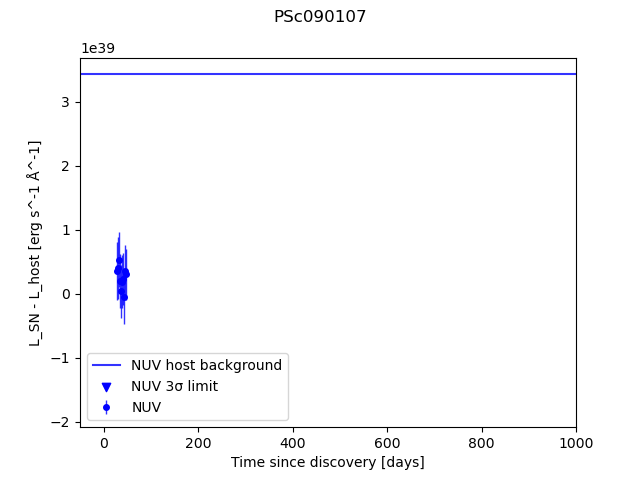 PSc090107
1e39
3
2
1
0
−1
−2
L_SN - L_host [erg s^-1 Å^-1]
NUV host background
NUV 3σ limit
NUV
0 200 400 600 800 1000
Time since discovery [days]